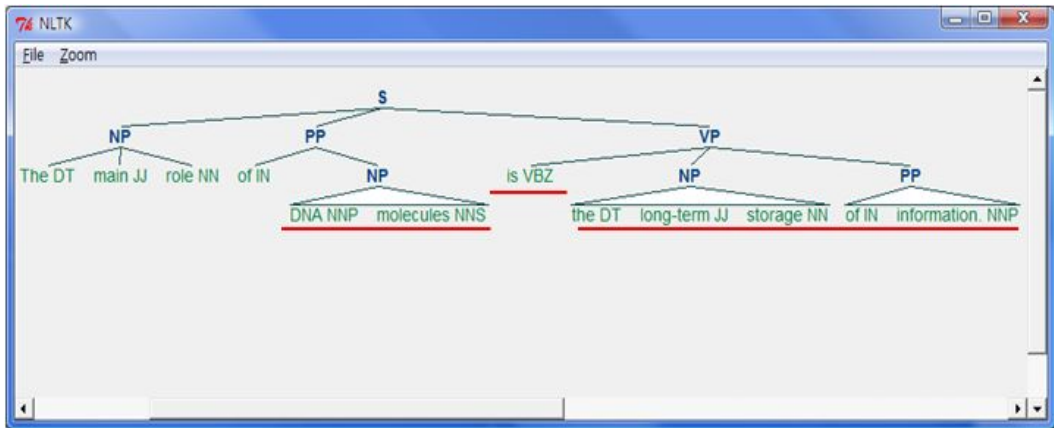 NLTK
File Zoom
S
NP PP VP
The DT main JJ role NN of IN NP is VBZ NP PP
DNA NNP molecules NNS the DT long-term JJ storage NN of IN information. NNP